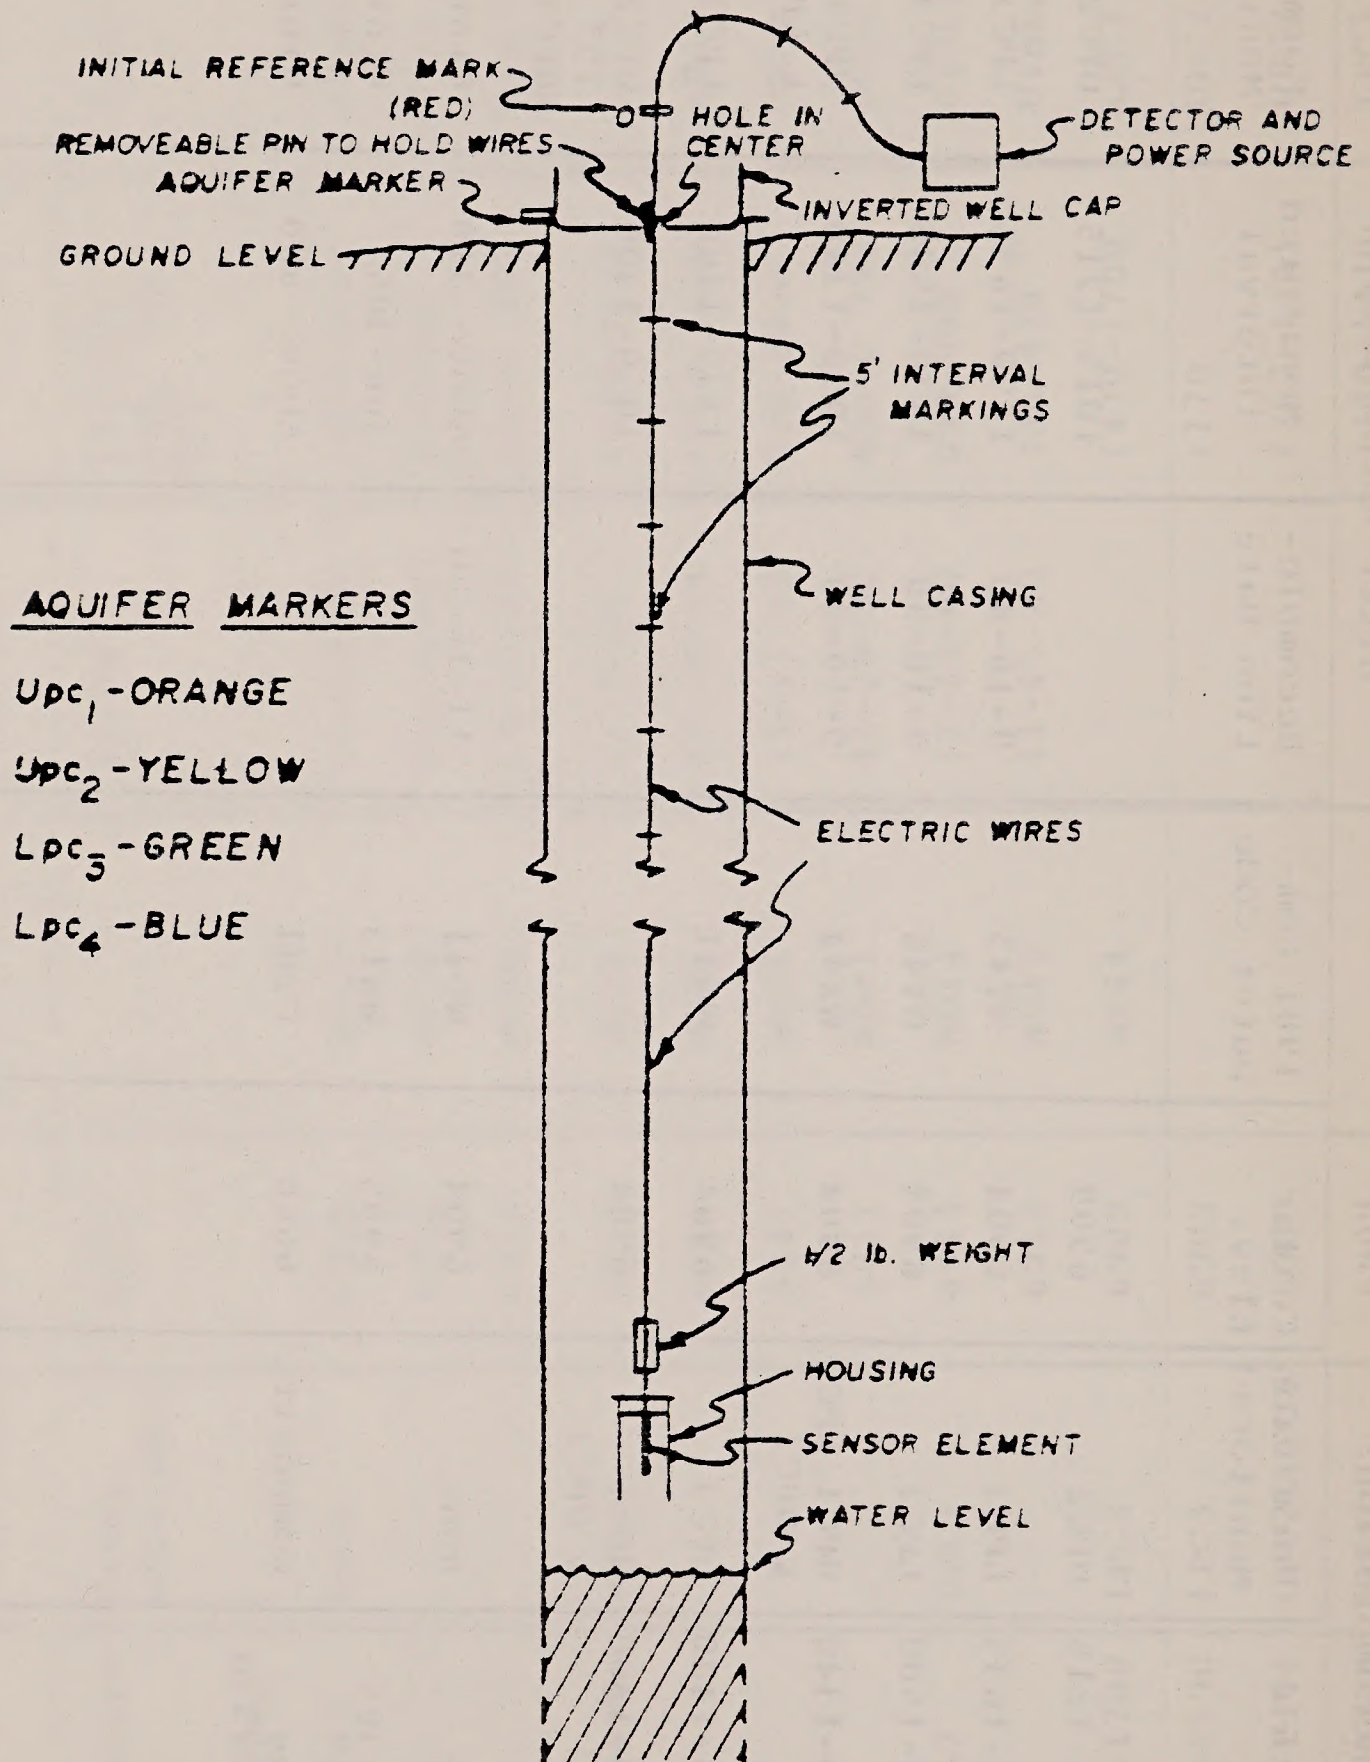 INITIAL REFERENCE MARK
(RED)
REMOVEABLE PIN TO HOLD WIRES
AQUIFER MARKER
GROUND LEVEL
O
HOLE IN
CENTER
DETECTOR AND
POWER SOURCE
INVERTED WELL CAP
5' INTERVAL
MARKINGS
WELL CASING
AQUIFER MARKERS
Upc1-ORANGE
Upc2-YELLOW
Lpc3-GREEN
Lpc4-BLUE
ELECTRIC WIRES
1/2 lb. WEIGHT
HOUSING
SENSOR ELEMENT
WATER LEVEL